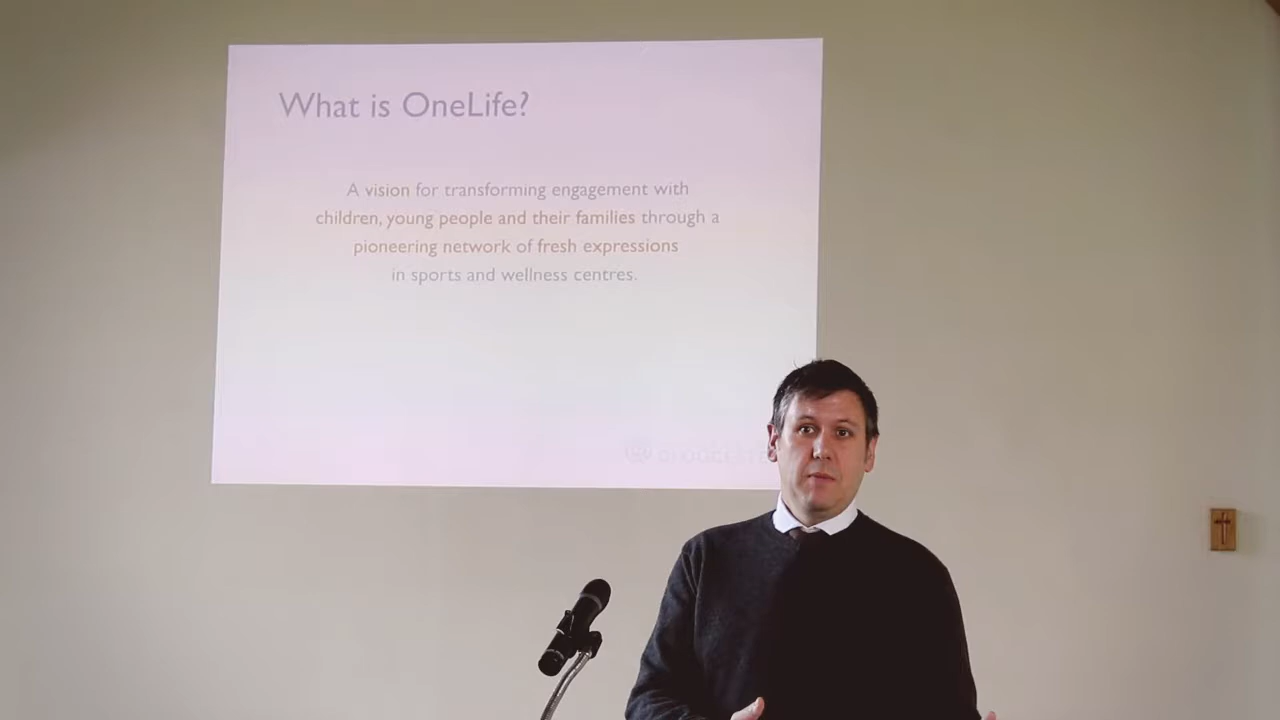 What is OneLife?
A vision for transforming engagement with
children, young people and their families through a
pioneering network of fresh expressions
in sports and wellness centres.